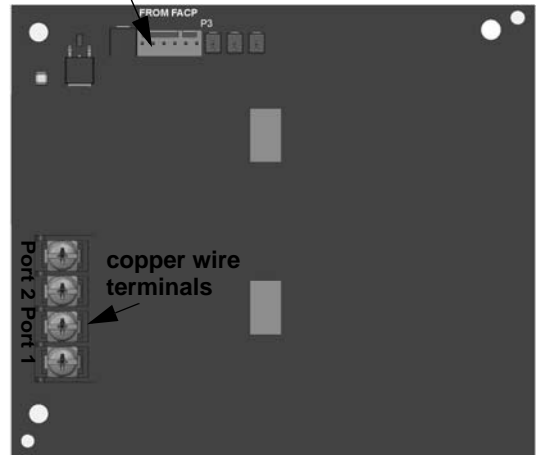 FROM FACP
P3
copper wire
terminals
Port 2 Port 1